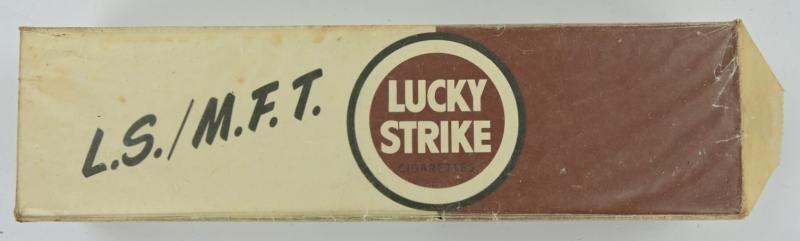 L.S./M.F.T.
LUCKY
STRIKE
CIGARETTES